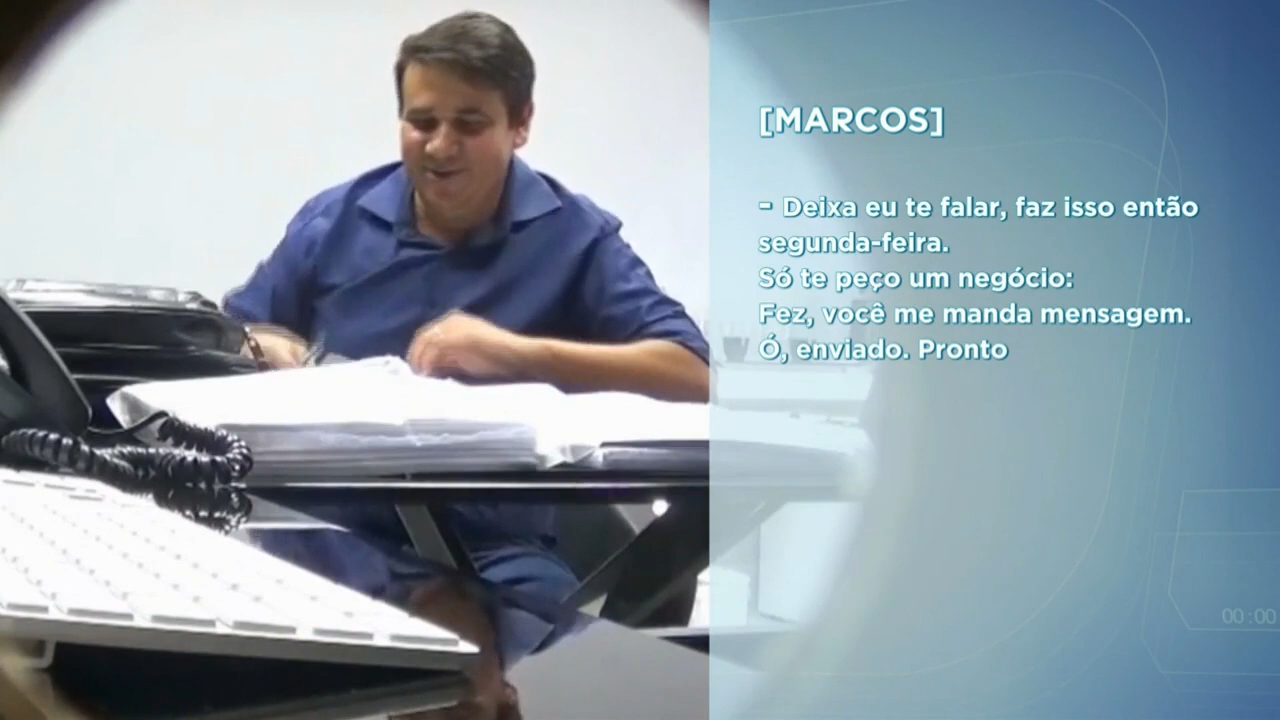 [MARCOS]
- Deixa eu te falar, faz isso então
segunda-feira.
Só te peço um negócio:
Fez, você me manda mensagem.
Ó, enviado. Pronto
00:00